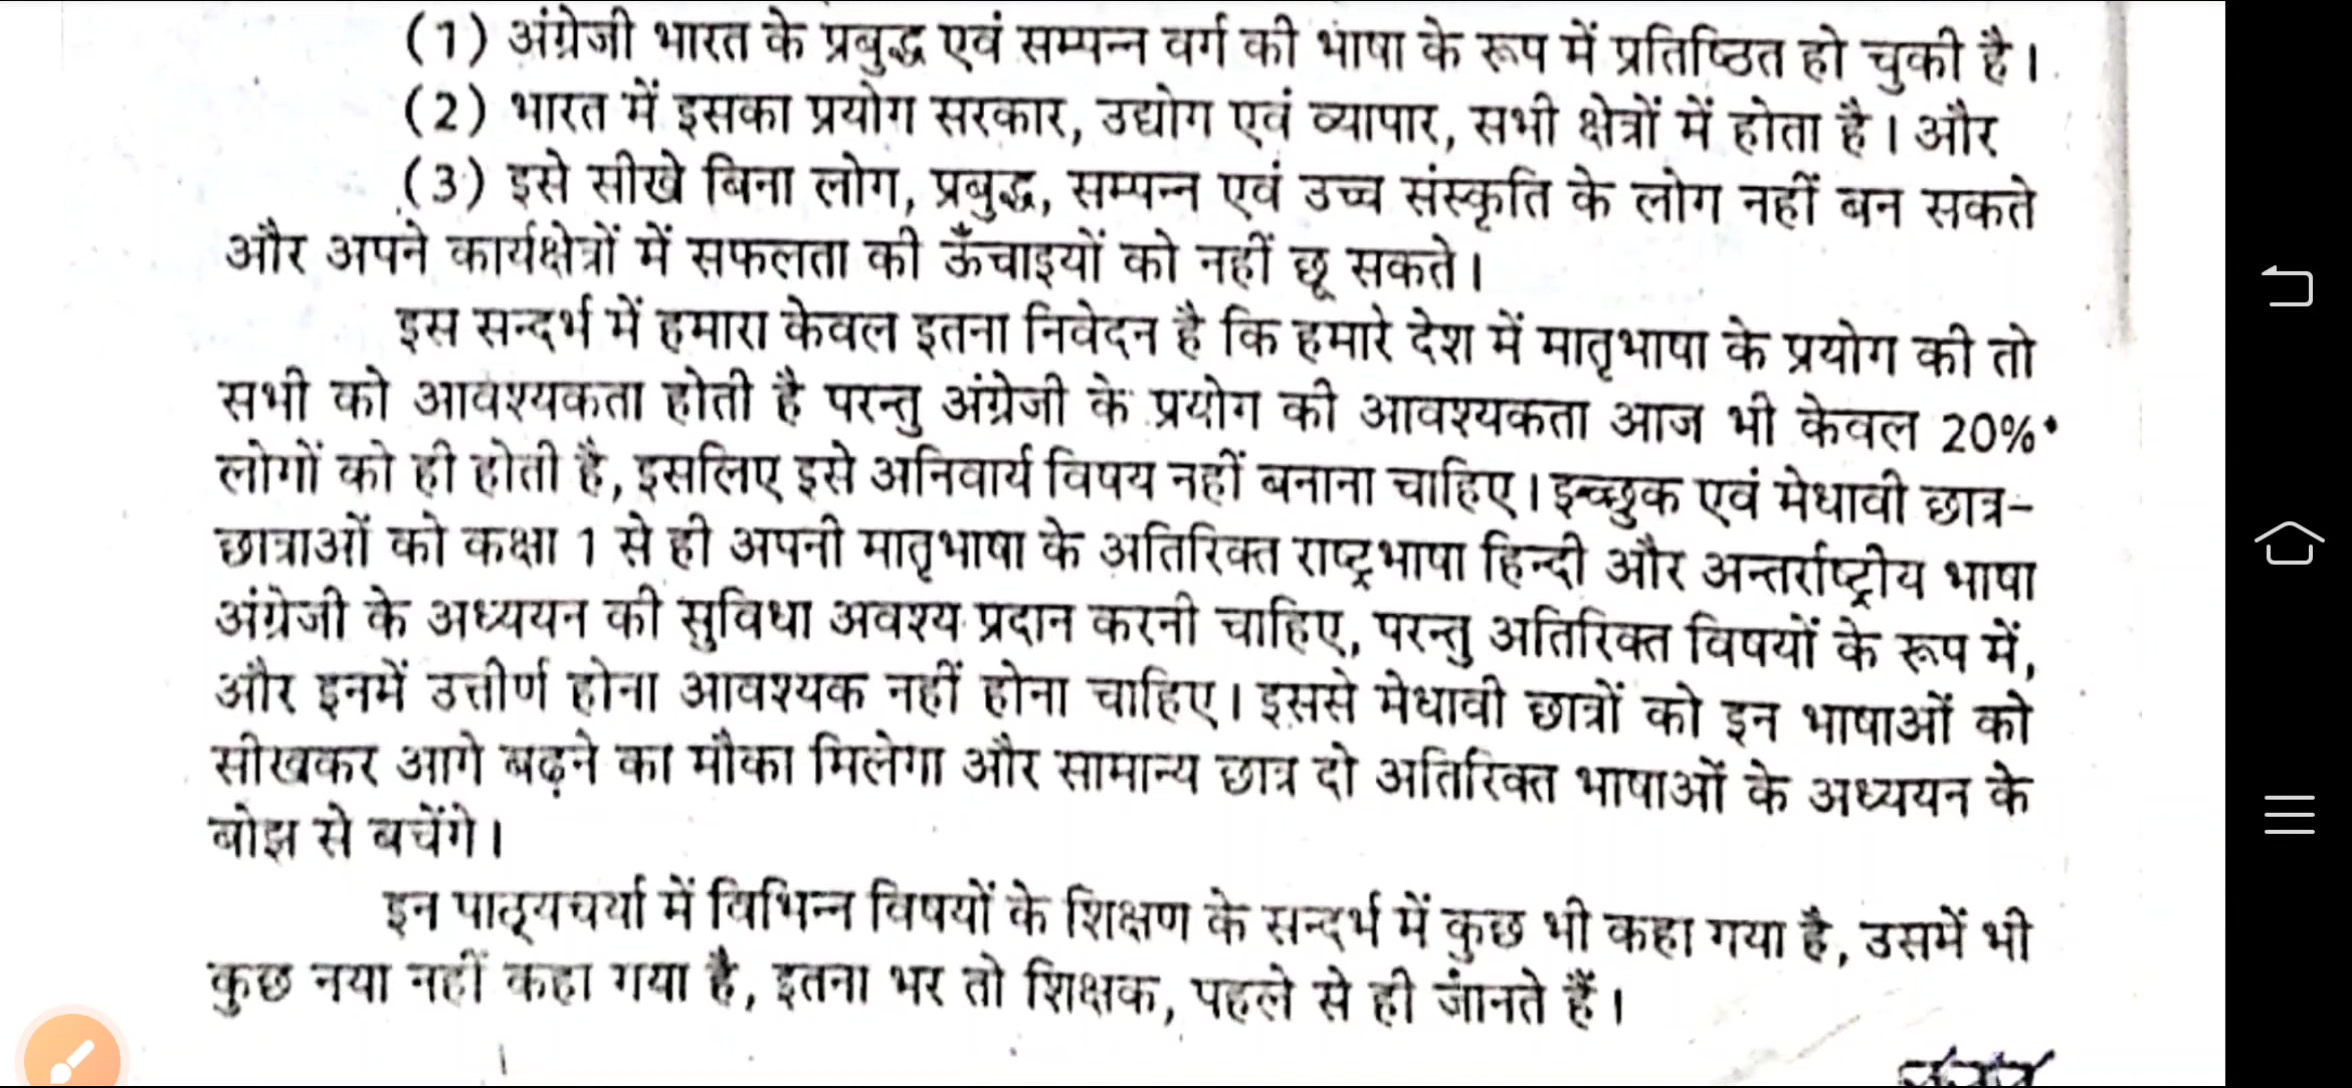 (1) अंग्रेजी भारत के प्रबुद्ध एवं सम्पन्न वर्ग की भाषा के रूप में प्रतिष्ठित हो चुकी है।
(2) भारत में इसका प्रयोग सरकार, उद्योग एवं व्यापार, सभी क्षेत्रों में होता है। और
(3) इसे सीखे बिना लोग, प्रबुद्ध, सम्पन्न एवं उच्च संस्कृति के लोग नहीं बन सकते
और अपने कार्यक्षेत्रों में सफलता की ऊँचाइयों को नहीं छू सकते।
इस सन्दर्भ में हमारा केवल इतना निवेदन है कि हमारे देश में मातृभाषा के प्रयोग की तो
सभी को आवश्यकता होती है परन्तु अंग्रेजी के प्रयोग की आवश्यकता आज भी केवल 20%
लोगों को ही होती है, इसलिए इसे अनिवार्य विषय नहीं बनाना चाहिए। इच्छुक एवं मेधावी छात्र-
छात्राओं को कक्षा 1 से ही अपनी मातृभाषा के अतिरिक्त राष्ट्रभाषा हिन्दी और अन्तर्राष्ट्रीय भाषा
अंग्रेजी के अध्ययन की सुविधा अवश्य प्रदान करनी चाहिए, परन्तु अतिरिक्त विषयों के रूप में,
और इनमें उत्तीर्ण होना आवश्यक नहीं होना चाहिए। इससे मेधावी छात्रों को इन भाषाओं को
सीखकर आगे बढ़ने का मौका मिलेगा और सामान्य छात्र दो अतिरिक्त भाषाओं के अध्ययन के
बोझ से बचेंगे।
इन पाठ्यचर्या में विभिन्न विषयों के शिक्षण के सन्दर्भ में कुछ भी कहा गया है, उसमें भी
कुछ नया नहीं कहा गया है, इतना भर तो शिक्षक, पहले से ही जानते हैं।